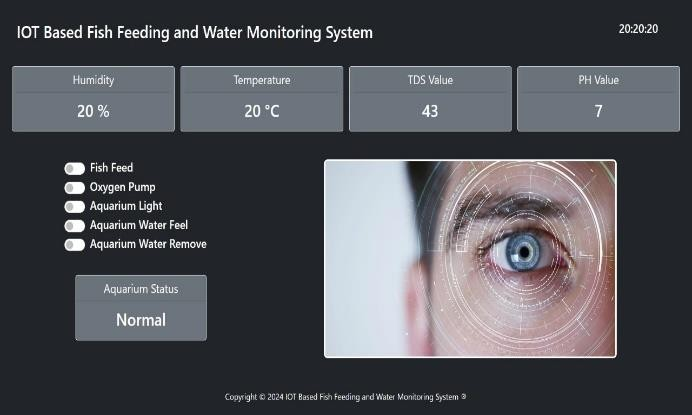 IOT Based Fish Feeding and Water Monitoring System
20:20:20
Humidity
20 %
Temperature
20 °C
TDS Value
43
PH Value
7
Fish Feed
Oxygen Pump
Aquarium Light
Aquarium Water Feel
Aquarium Water Remove
Aquarium Status
Normal
Copyright © 2024 IOT Based Fish Feeding and Water Monitoring System ®